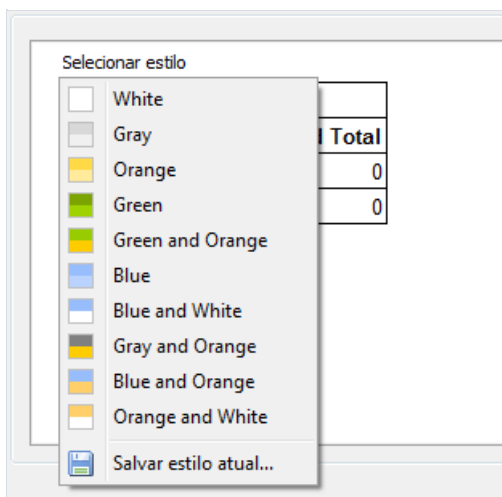 Selecionar estilo
White
Gray
Total
Orange
0
Green
0
Green and Orange
Blue
Blue and White
Gray and Orange
Blue and Orange
Orange and White
Salvar estilo atual...